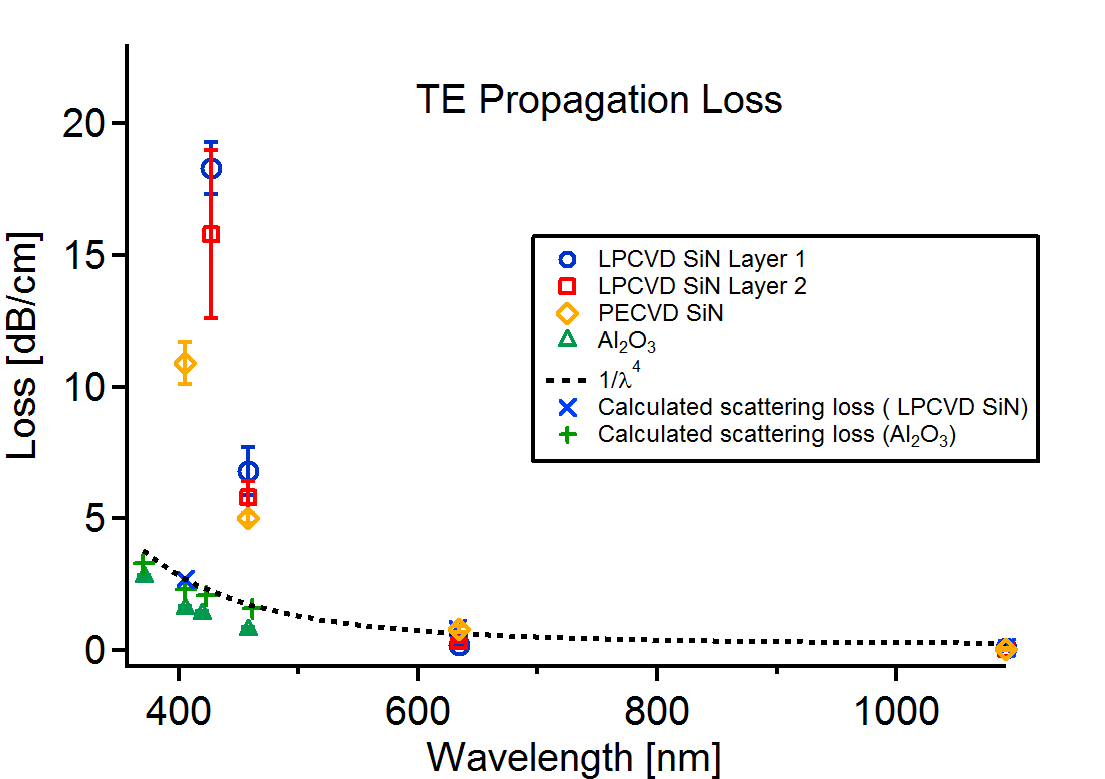 TE Propagation Loss
Loss [dB/cm]
20
15
10
5
0
LPCVD SiN Layer 1
LPCVD SiN Layer 2
PECVD SiN
Al₂O₃
1/λ⁴
Calculated scattering loss ( LPCVD SiN)
Calculated scattering loss (Al₂O₃)
400 600 800 1000
Wavelength [nm]